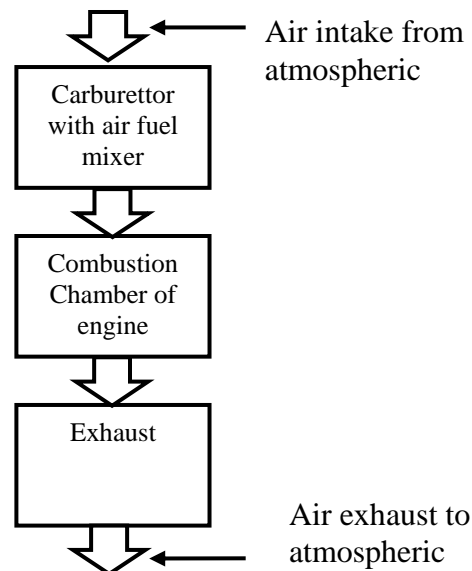 Air intake from
atmospheric
Carburettor
with air fuel
mixer
Combustion
Chamber of
engine
Exhaust
Air exhaust to
atmospheric